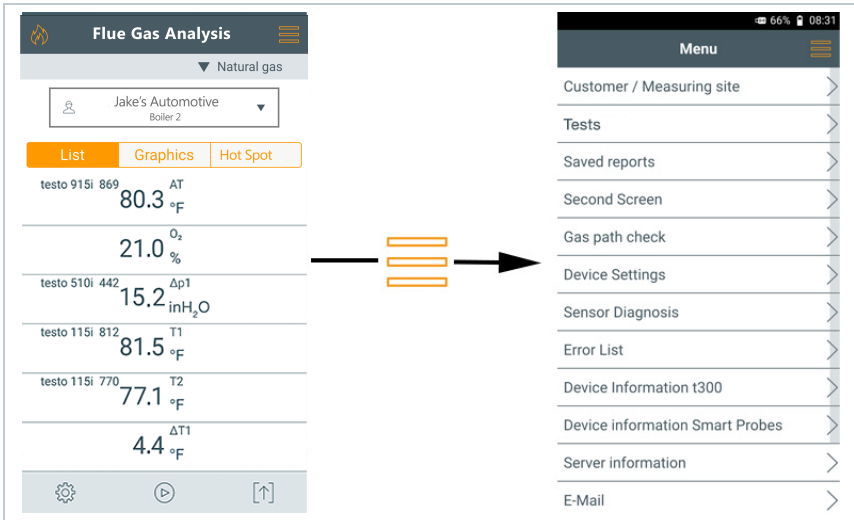 Flue Gas Analysis
Natural gas
Jake's Automotive
Boiler 2
List Graphics Hot Spot
testo 915i 869 80.3 AT °F
21.0 O₂ %
testo 510i 442 15.2 Δp1 inH₂O
testo 115i 812 81.5 T1 °F
testo 115i 770 77.1 T2 °F
4.4 ΔT1 °F
66% 08:31
Menu
Customer / Measuring site
Tests
Saved reports
Second Screen
Gas path check
Device Settings
Sensor Diagnosis
Error List
Device Information t300
Device information Smart Probes
Server information
E-Mail